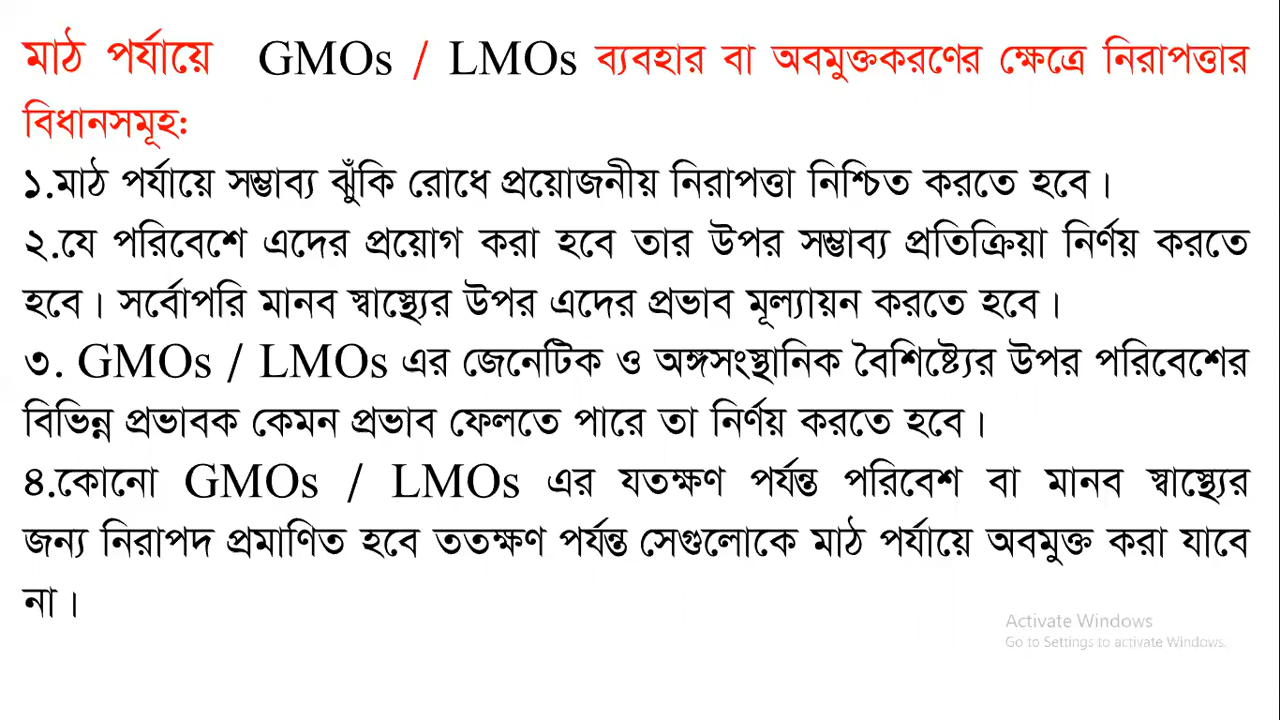 মাঠ পর্যায়ে GMOs / LMOs ব্যবহার বা অবমুক্তকরণের ক্ষেত্রে নিরাপত্তার
বিধানসমূহঃ
১.মাঠ পর্যায়ে সম্ভাব্য ঝুঁকি রোধে প্রয়োজনীয় নিরাপত্তা নিশ্চিত করতে হবে।
২.যে পরিবেশে এদের প্রয়োগ করা হবে তার উপর সম্ভাব্য প্রতিক্রিয়া নির্ণয় করতে
হবে। সর্বোপরি মানব স্বাস্থ্যের উপর এদের প্রভাব মূল্যায়ন করতে হবে।
৩. GMOs / LMOs এর জেনেটিক ও অঙ্গসংস্থানিক বৈশিষ্ট্যের উপর পরিবেশের
বিভিন্ন প্রভাবক কেমন প্রভাব ফেলতে পারে তা নির্ণয় করতে হবে।
৪.কোনো GMOs / LMOs এর যতক্ষণ পর্যন্ত পরিবেশ বা মানব স্বাস্থ্যের
জন্য নিরাপদ প্রমাণিত হবে ততক্ষণ পর্যন্ত সেগুলোকে মাঠ পর্যায়ে অবমুক্ত করা যাবে
না।
Activate Windows
Go to Settings to activate Windows.